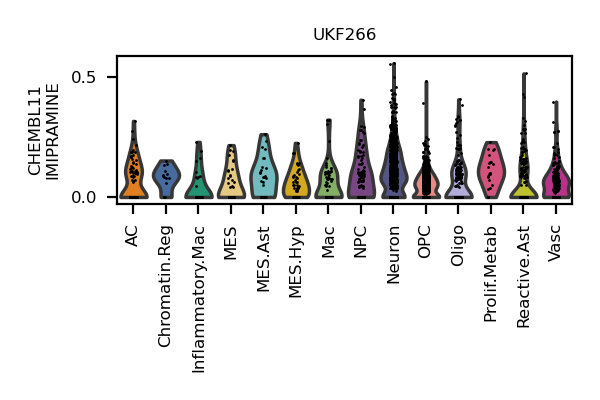 UKF266
CHEMBL11
IMIPRAMINE
0.5
0.0
AC
Chromatin.Reg
Inflammatory.Mac
MES
MES.Ast
MES.Hyp
Mac
NPC
Neuron
OPC
Oligo
Prolif.Metab
Reactive.Ast
Vasc